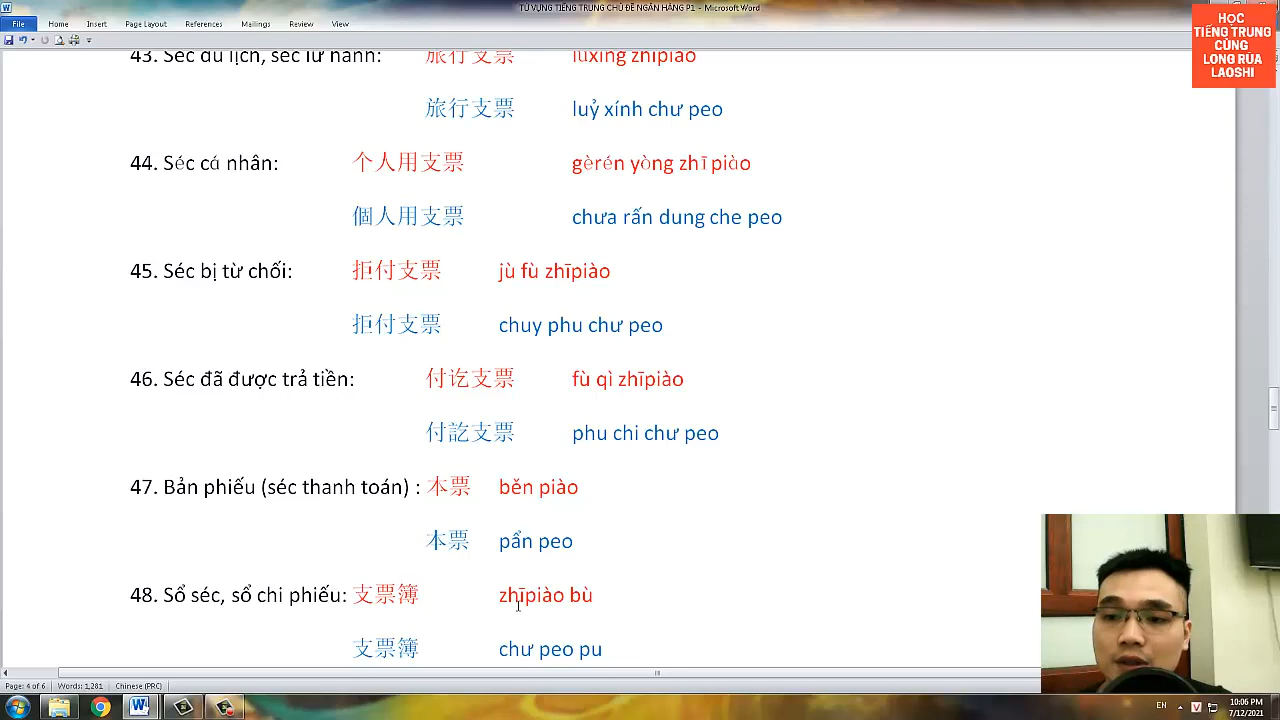 TỪ VỰNG TIẾNG TRUNG CHỦ ĐỀ NGÂN HÀNG P1 - Microsoft Word
File Home Insert Page Layout References Mailings Review View
HỌC
TIẾNG TRUNG
CÙNG
LONG RÙA
LAOSHI
43. Séc du lịch, séc lữ hành: 旅行支票 lǚxíng zhīpiào
旅行支票 luỷ xính chư peo
44. Séc cá nhân: 个人用支票 gèrén yòng zhī piào
個人用支票 chưa rấn dung che peo
45. Séc bị từ chối: 拒付支票 jù fù zhīpiào
拒付支票 chuy phu chư peo
46. Séc đã được trả tiền: 付讫支票 fù qì zhīpiào
付訖支票 phu chi chư peo
47. Bản phiếu (séc thanh toán) : 本票 běn piào
本票 pẩn peo
48. Sổ séc, sổ chi phiếu: 支票簿 zhīpiào bù
支票簿 chư peo pu
Page: 4 of 6 Words: 1,281 Chinese (PRC)
EN 10:06 PM
7/12/2021